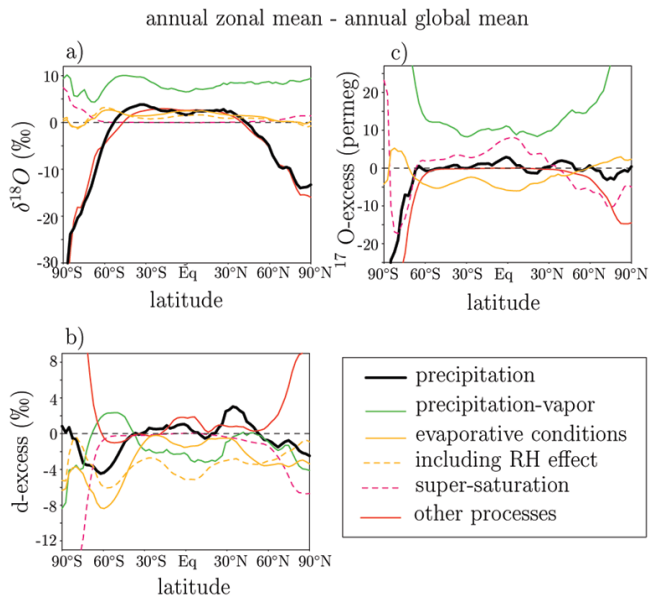 annual zonal mean - annual global mean
a)
10
0
-10
-20
-30
δ18O (‰)
90°S 60°S 30°S Éq 30°N 60°N 90°N
latitude
c)
20
10
0
-10
-20
17 O-excess (permeg)
90°S 60°S 30°S Eq 30°N 60°N 90°N
latitude
b)
8
4
0
-4
-8
-12
d-excess (‰)
90°S 60°S 30°S Eq 30°N 60°N 90°N
latitude
precipitation
precipitation-vapor
evaporative conditions
including RH effect
super-saturation
other processes